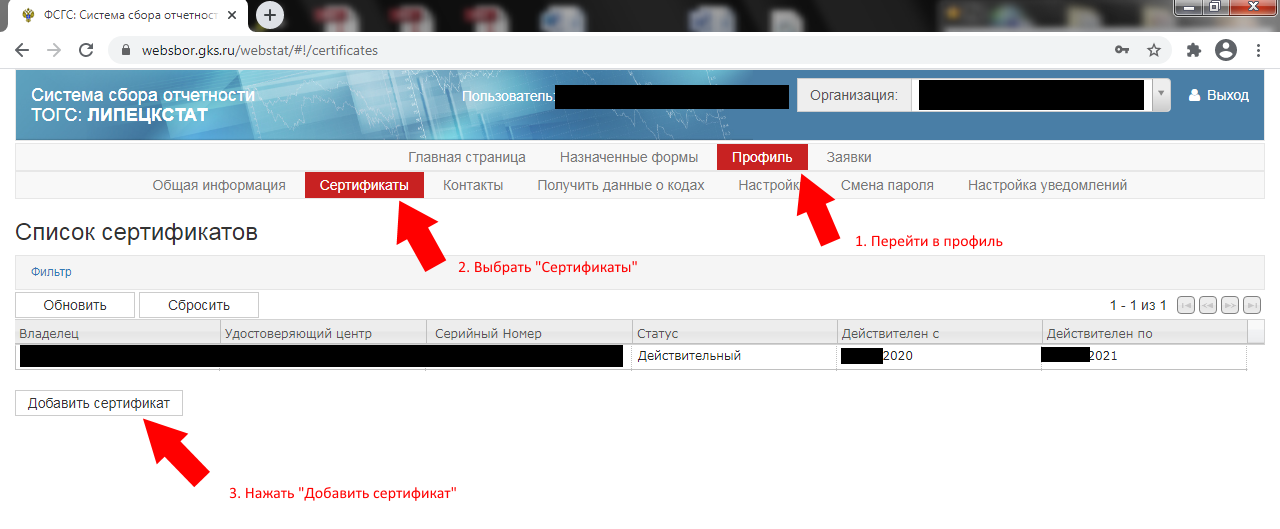 ФСГС: Система сбора отчетност
websbor.gks.ru/webstat/#!/certificates
Система сбора отчетности
ТОГС: ЛИПЕЦКСТАТ
Пользователь:
Организация:
Выход
Главная страница Назначенные формы Профиль Заявки
Общая информация Сертификаты Контакты Получить данные о кодах Настройк Смена пароля Настройка уведомлений
Список сертификатов
1. Перейти в профиль
2. Выбрать "Сертификаты"
Фильтр
Обновить Сбросить 1 - 1 из 1
Владелец Удостоверяющий центр Серийный Номер Статус Действителен с Действителен по
Действительный 2020 2021
Добавить сертификат
3. Нажать "Добавить сертификат"